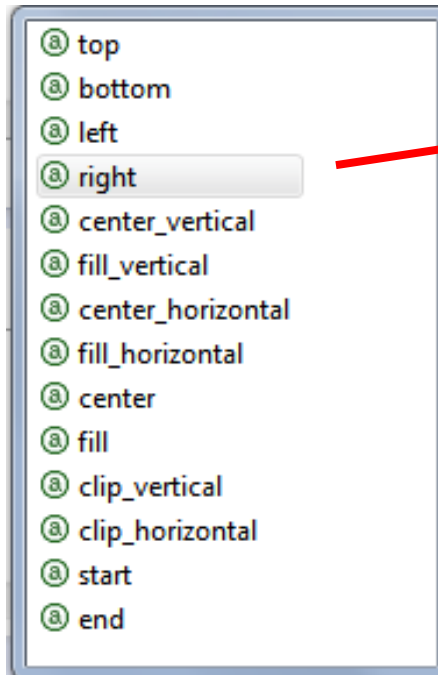 @ top
@ bottom
@ left
@ right
@ center_vertical
@ fill_vertical
@ center_horizontal
@ fill_horizontal
@ center
@ fill
@ clip_vertical
@ clip_horizontal
@ start
@ end